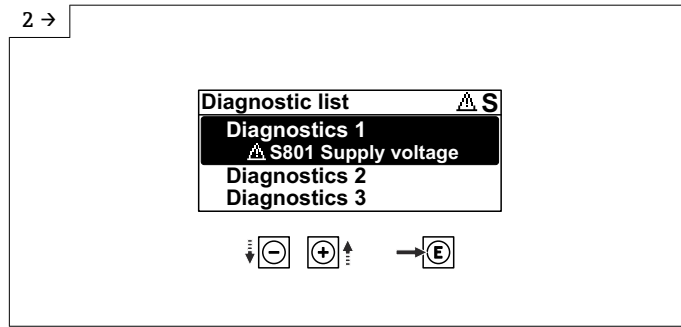 2 →
Diagnostic list ⚠ S
Diagnostics 1
⚠ S801 Supply voltage
Diagnostics 2
Diagnostics 3
− + E